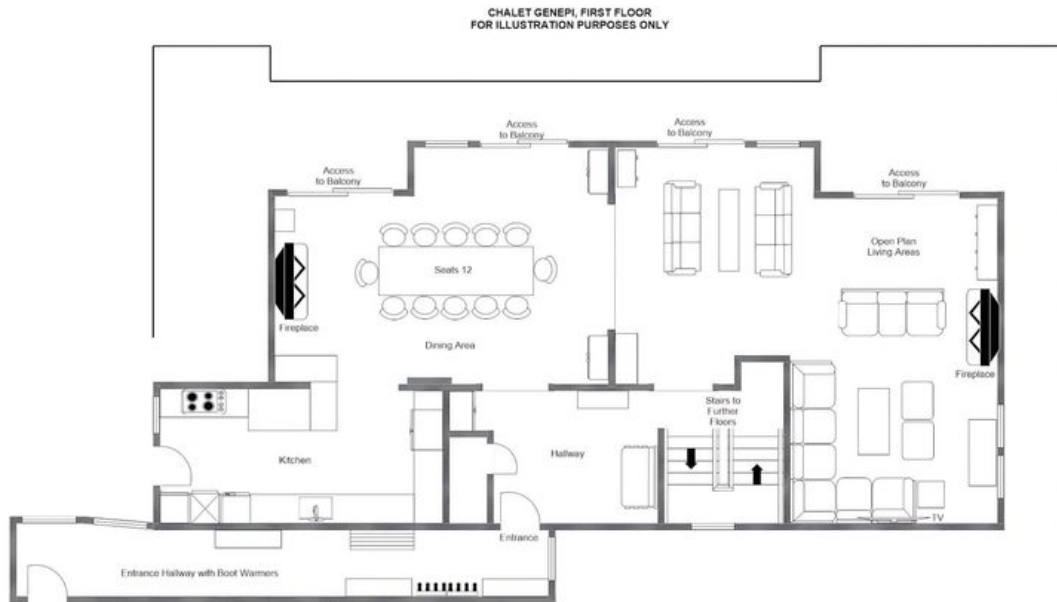 CHALET GENEPI, FIRST FLOOR
FOR ILLUSTRATION PURPOSES ONLY
Access
to Balcony
Access
to Balcony
Access
to Balcony
Access
to Balcony
Open Plan
Living Areas
Seats 12
Fireplace
Dining Area
Fireplace
Stairs to
Further
Floors
Kitchen
Hallway
TV
Entrance
Entrance Hallway with Boot Warmers